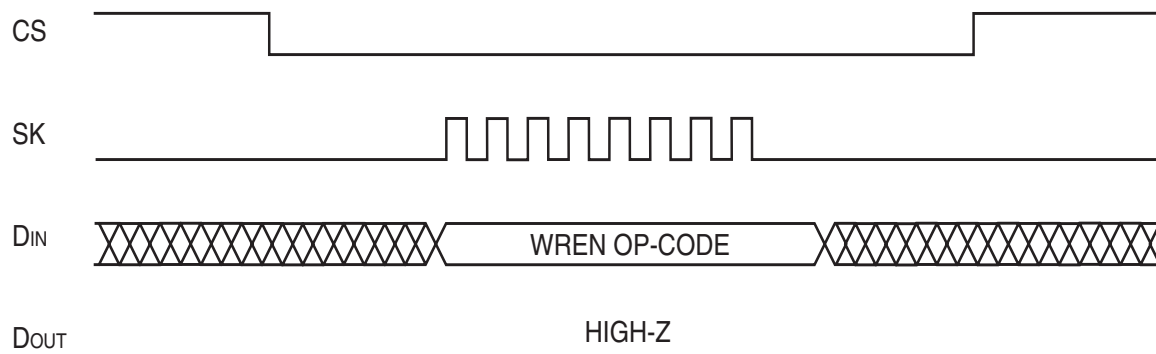 CS
SK
DIN
WREN OP-CODE
DOUT
HIGH-Z